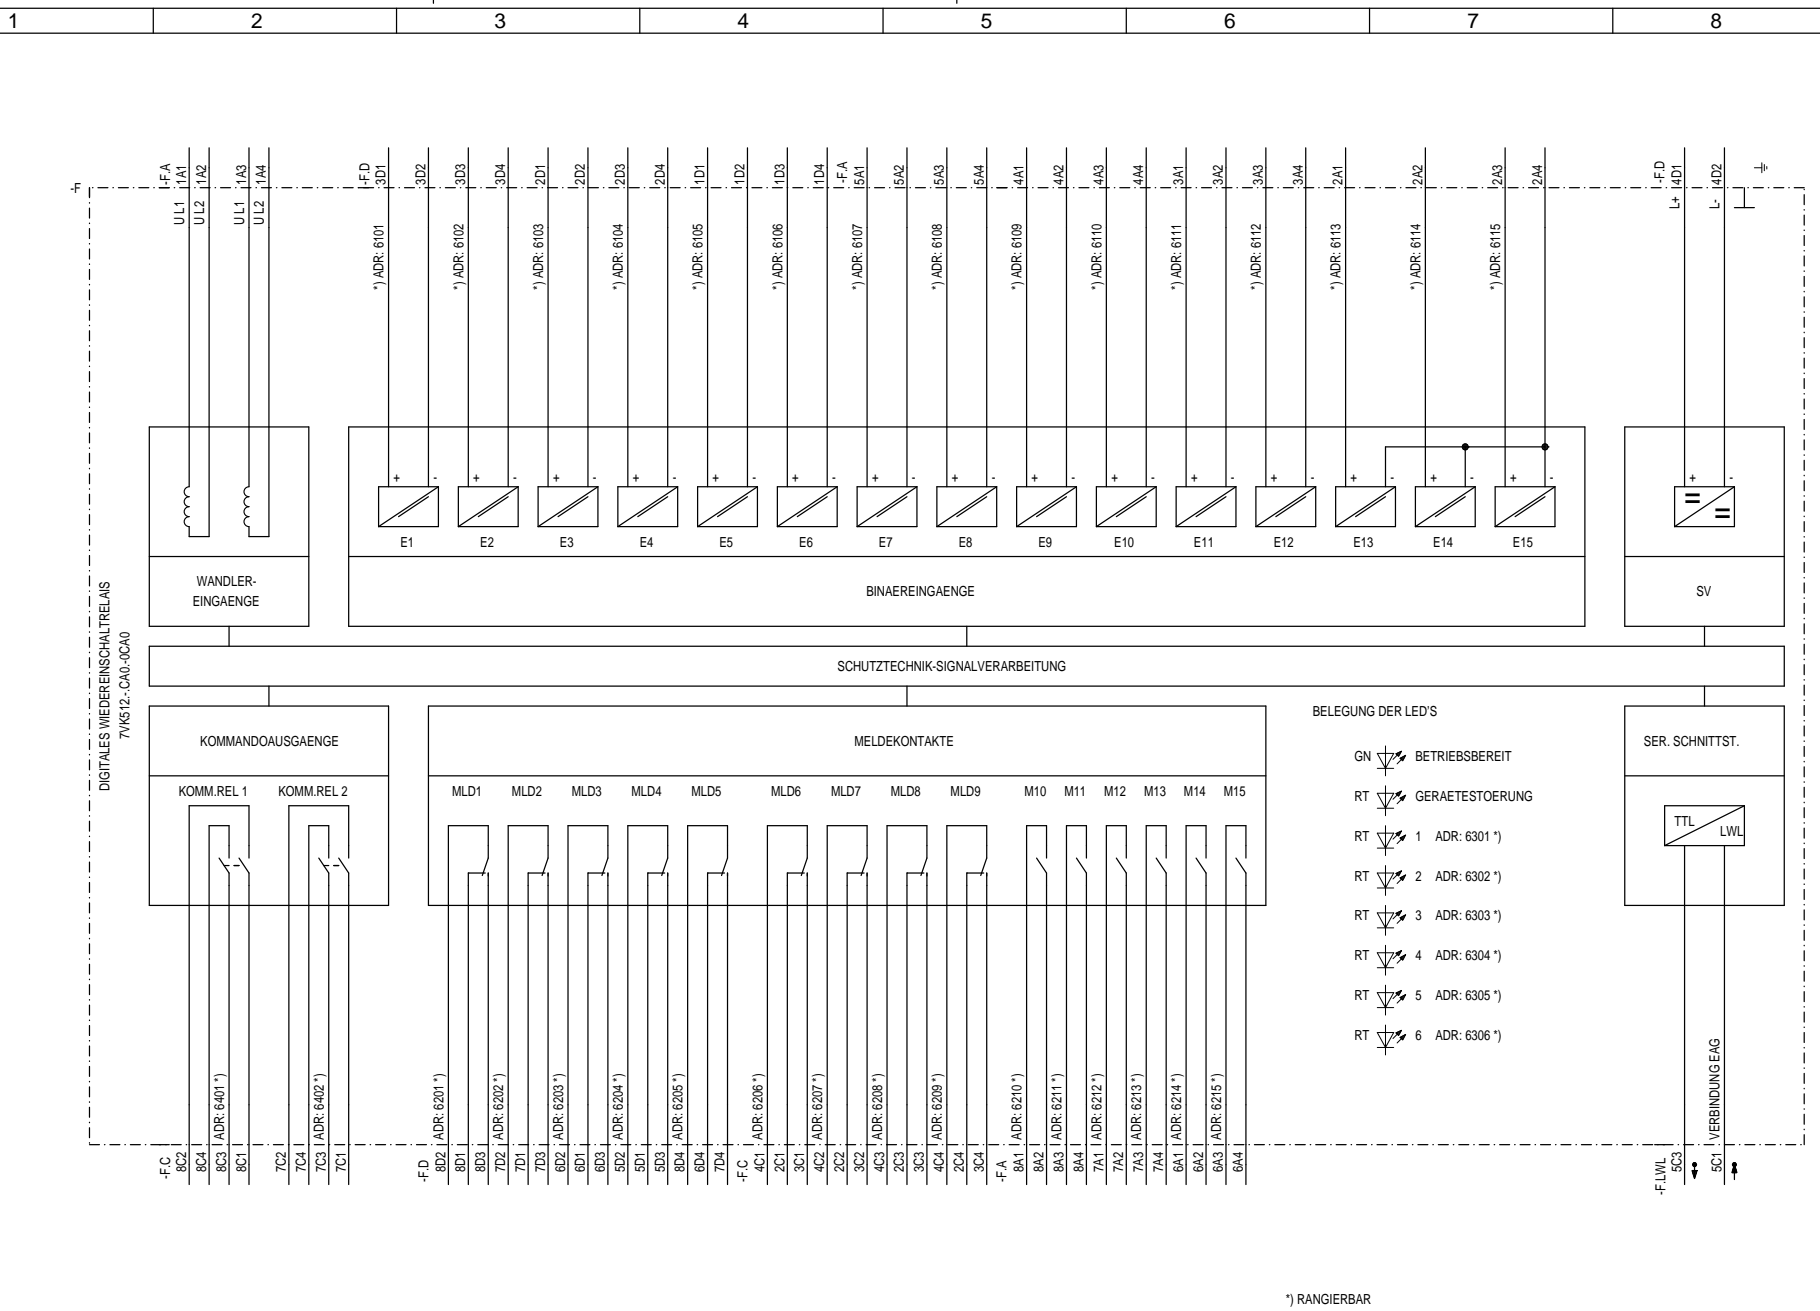 1 2 3 4 5 6 7 8
-F
-F.A 1A1 1A2 1A3 1A4
-F.D 3D1 3D2 3D3 3D4 2D1 2D2 2D3 2D4 1D1 1D2 1D3 1D4
-F.A 5A1 5A2 5A3 5A4 4A1 4A2 4A3 4A4 3A1 3A2 3A3 3A4 2A1 2A2 2A3 2A4
-F.D 4D1 4D2
U L1 U L2 U L1 U L2
L+ L-
*) ADR: 6101
*) ADR: 6102
*) ADR: 6103
*) ADR: 6104
*) ADR: 6105
*) ADR: 6106
*) ADR: 6107
*) ADR: 6108
*) ADR: 6109
*) ADR: 6110
*) ADR: 6111
*) ADR: 6112
*) ADR: 6113
*) ADR: 6114
*) ADR: 6115
+ - + - + - + - + - + - + - + - + - + - + - + - + - + - + - + -
E1 E2 E3 E4 E5 E6 E7 E8 E9 E10 E11 E12 E13 E14 E15
WANDLER-
EINGAENGE
BINAEREINGAENGE
SV
DIGITALES WIEDEREINSCHALTRELAIS
7VK512.-.CA0.-0CA0
SCHUTZTECHNIK-SIGNALVERARBEITUNG
KOMMANDOAUSGAENGE
MELDEKONTAKTE
BELEGUNG DER LED'S
SER. SCHNITTST.
KOMM.REL 1 KOMM.REL 2
MLD1 MLD2 MLD3 MLD4 MLD5 MLD6 MLD7 MLD8 MLD9 M10 M11 M12 M13 M14 M15
GN BETRIEBSBEREIT
RT GERAETESTOERUNG
RT 1 ADR: 6301 *)
RT 2 ADR: 6302 *)
RT 3 ADR: 6303 *)
RT 4 ADR: 6304 *)
RT 5 ADR: 6305 *)
RT 6 ADR: 6306 *)
TTL
LWL
ADR: 6401 *)
ADR: 6402 *)
ADR: 6201 *)
ADR: 6202 *)
ADR: 6203 *)
ADR: 6204 *)
ADR: 6205 *)
ADR: 6206 *)
ADR: 6207 *)
ADR: 6208 *)
ADR: 6209 *)
ADR: 6210 *)
ADR: 6211 *)
ADR: 6212 *)
ADR: 6213 *)
ADR: 6214 *)
ADR: 6215 *)
VERBINDUNG EAG
-F.C 8C2 8C4 8C3 8C1 7C2 7C4 7C3 7C1
-F.D 8D2 8D1 8D3 7D2 7D1 7D3 6D2 6D1 6D3 5D2 5D1 5D3 8D4 6D4 7D4
-F.C 4C1 2C1 3C1 4C2 2C2 3C2 4C3 2C3 3C3 4C4 2C4 3C4
-F.A 8A1 8A2 8A3 8A4 7A1 7A2 7A3 7A4 6A1 6A2 6A3 6A4
-F.LWL 5C3 5C1
*) RANGIERBAR